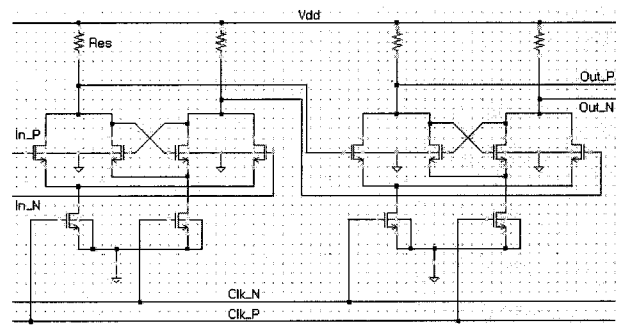 Vdd
Res
Out_P
Out_N
In_P
In_N
Clk_N
Clk_P